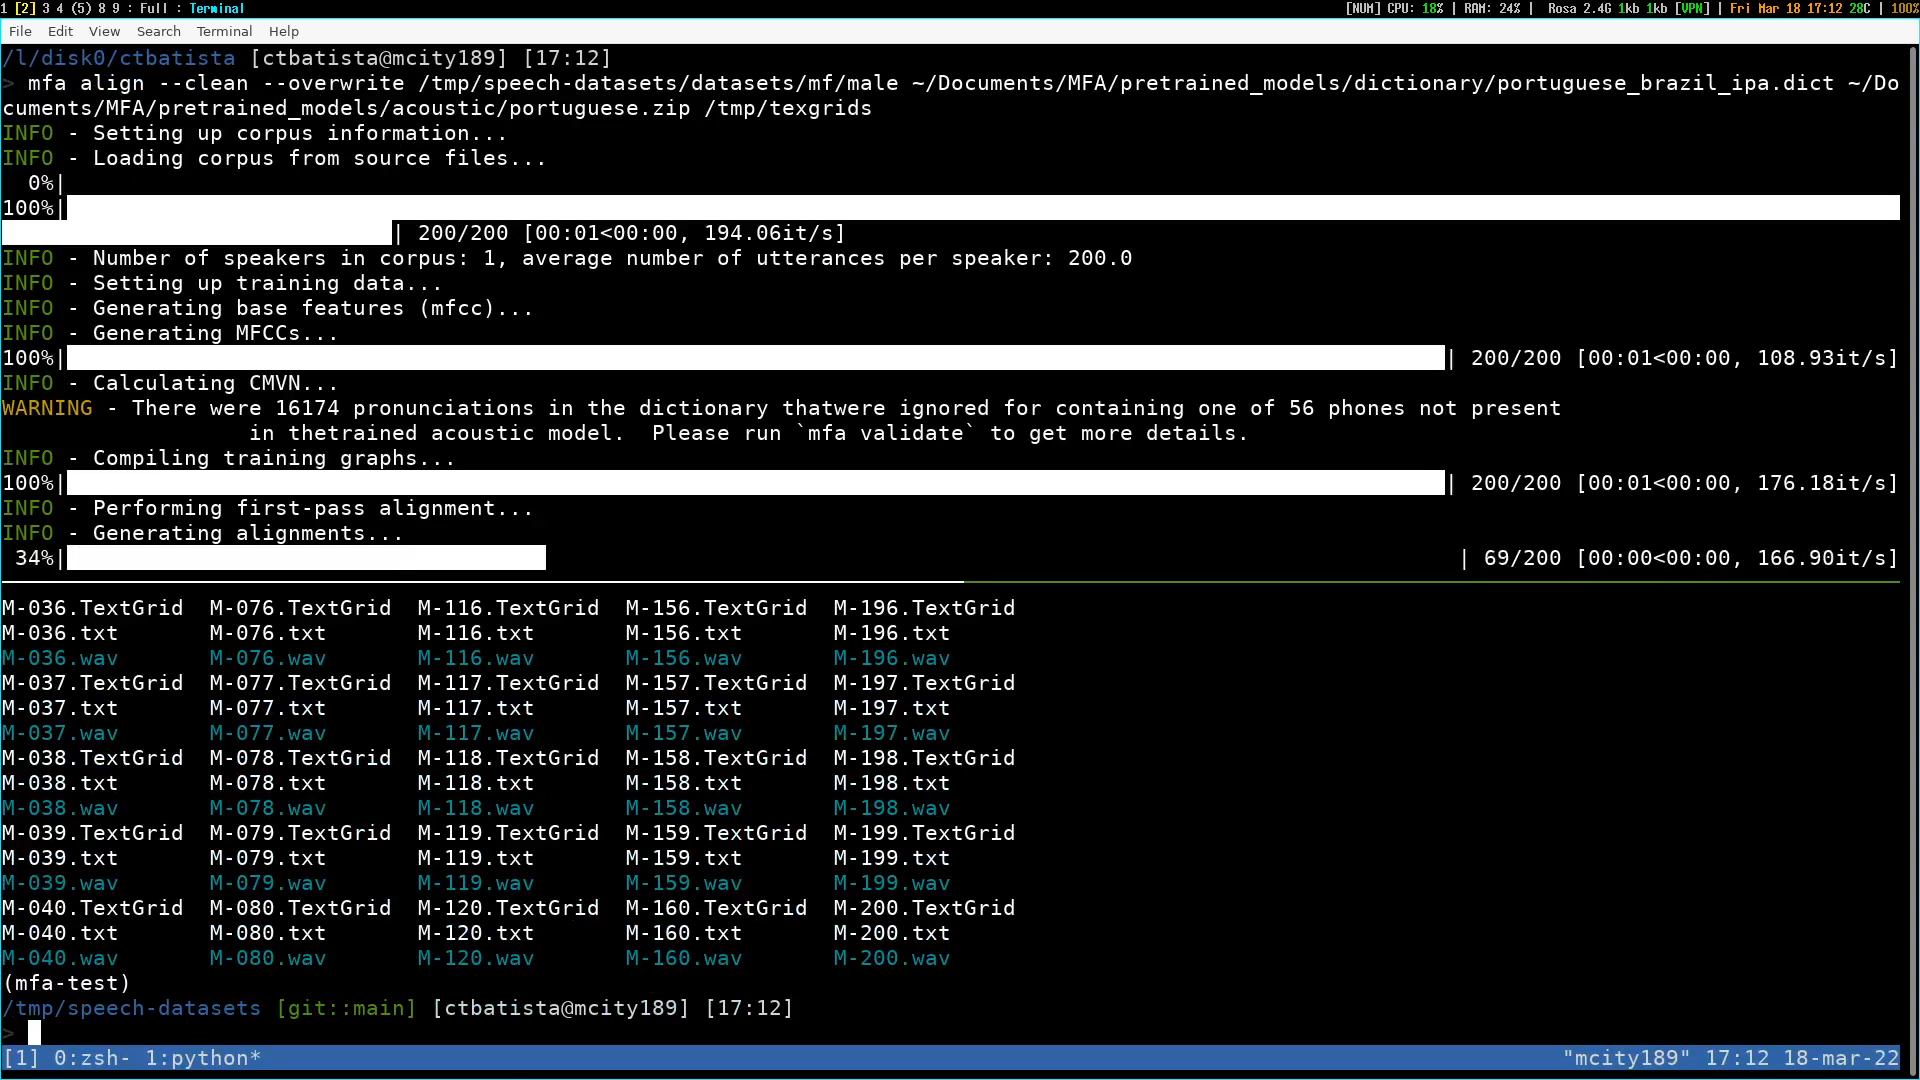 1 [2] 3 4 (5) 8 9 : Full : Terminal
[NUM] CPU: 18% | RAM: 24% | Rosa 2.4G 1kb 1kb [VPN] | Fri Mar 18 17:12 28C | 100%
File Edit View Search Terminal Help
/l/disk0/ctbatista [ctbatista@mcity189] [17:12]
> mfa align --clean --overwrite /tmp/speech-datasets/datasets/mf/male ~/Documents/MFA/pretrained_models/dictionary/portuguese_brazil_ipa.dict ~/Do
cuments/MFA/pretrained_models/acoustic/portuguese.zip /tmp/texgrids
INFO - Setting up corpus information...
INFO - Loading corpus from source files...
0%|
100%|
| 200/200 [00:01<00:00, 194.06it/s]
INFO - Number of speakers in corpus: 1, average number of utterances per speaker: 200.0
INFO - Setting up training data...
INFO - Generating base features (mfcc)...
INFO - Generating MFCCs...
100%| | 200/200 [00:01<00:00, 108.93it/s]
INFO - Calculating CMVN...
WARNING - There were 16174 pronunciations in the dictionary thatwere ignored for containing one of 56 phones not present
in thetrained acoustic model.  Please run `mfa validate` to get more details.
INFO - Compiling training graphs...
100%| | 200/200 [00:01<00:00, 176.18it/s]
INFO - Performing first-pass alignment...
INFO - Generating alignments...
34%| | 69/200 [00:00<00:00, 166.90it/s]
M-036.TextGrid M-076.TextGrid M-116.TextGrid M-156.TextGrid M-196.TextGrid
M-036.txt M-076.txt M-116.txt M-156.txt M-196.txt
M-036.wav M-076.wav M-116.wav M-156.wav M-196.wav
M-037.TextGrid M-077.TextGrid M-117.TextGrid M-157.TextGrid M-197.TextGrid
M-037.txt M-077.txt M-117.txt M-157.txt M-197.txt
M-037.wav M-077.wav M-117.wav M-157.wav M-197.wav
M-038.TextGrid M-078.TextGrid M-118.TextGrid M-158.TextGrid M-198.TextGrid
M-038.txt M-078.txt M-118.txt M-158.txt M-198.txt
M-038.wav M-078.wav M-118.wav M-158.wav M-198.wav
M-039.TextGrid M-079.TextGrid M-119.TextGrid M-159.TextGrid M-199.TextGrid
M-039.txt M-079.txt M-119.txt M-159.txt M-199.txt
M-039.wav M-079.wav M-119.wav M-159.wav M-199.wav
M-040.TextGrid M-080.TextGrid M-120.TextGrid M-160.TextGrid M-200.TextGrid
M-040.txt M-080.txt M-120.txt M-160.txt M-200.txt
M-040.wav M-080.wav M-120.wav M-160.wav M-200.wav
(mfa-test)
/tmp/speech-datasets [git::main] [ctbatista@mcity189] [17:12]
>
[1] 0:zsh- 1:python* "mcity189" 17:12 18-mar-22